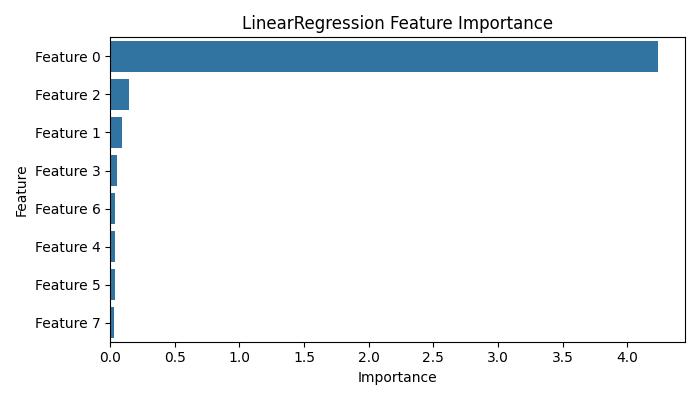 LinearRegression Feature Importance
Feature 0
Feature 2
Feature 1
Feature 3
Feature 6
Feature 4
Feature 5
Feature 7
Feature
0.0 0.5 1.0 1.5 2.0 2.5 3.0 3.5 4.0
Importance